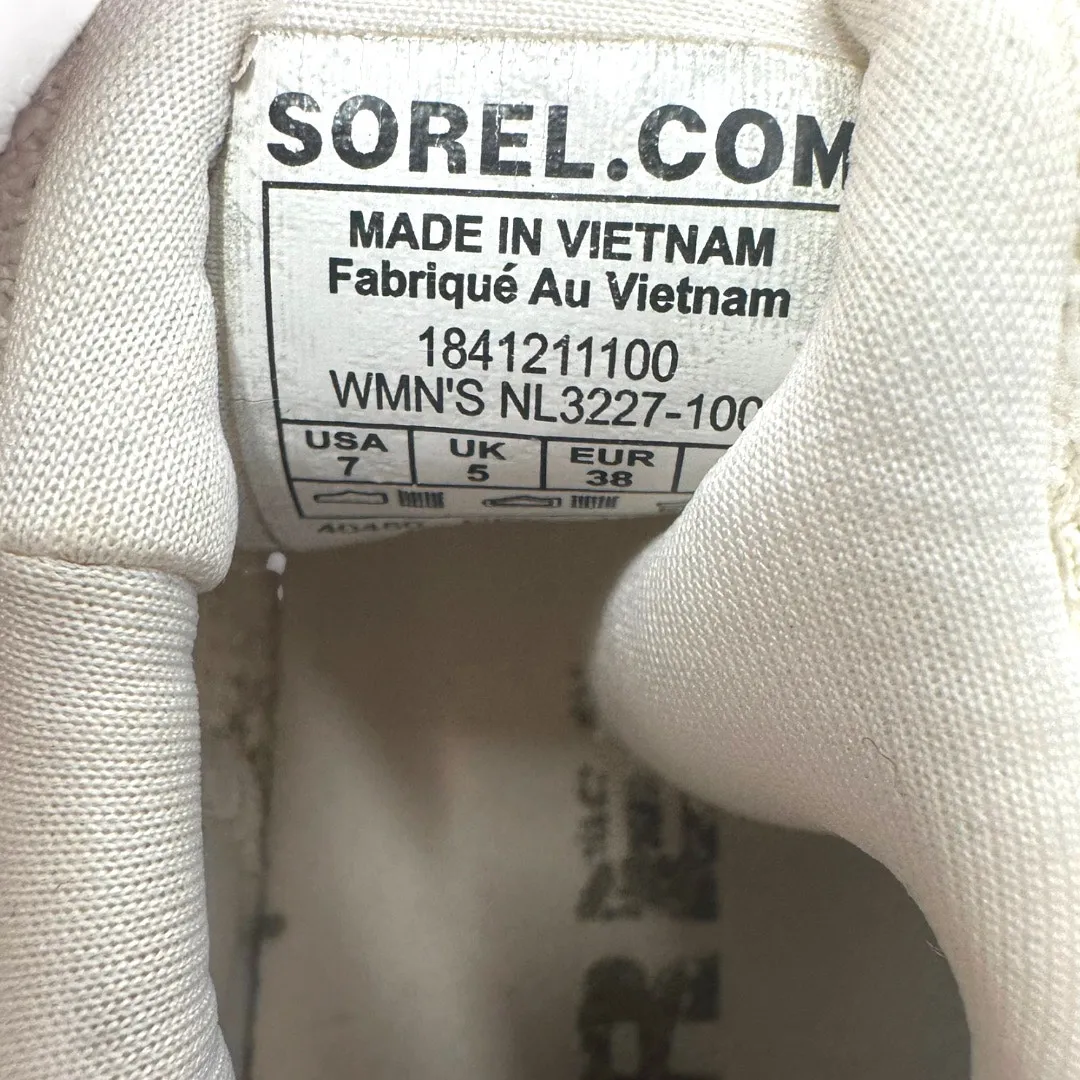 SOREL.COM
MADE IN VIETNAM
Fabriqué Au Vietnam
1841211100
WMN'S NL3227-100
USA UK EUR
7 5 38